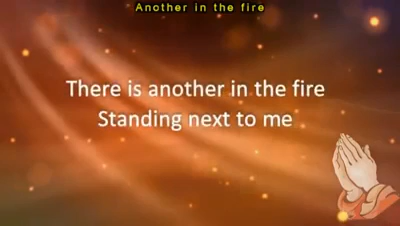 Another in the fire
There is another in the fire
Standing next to me